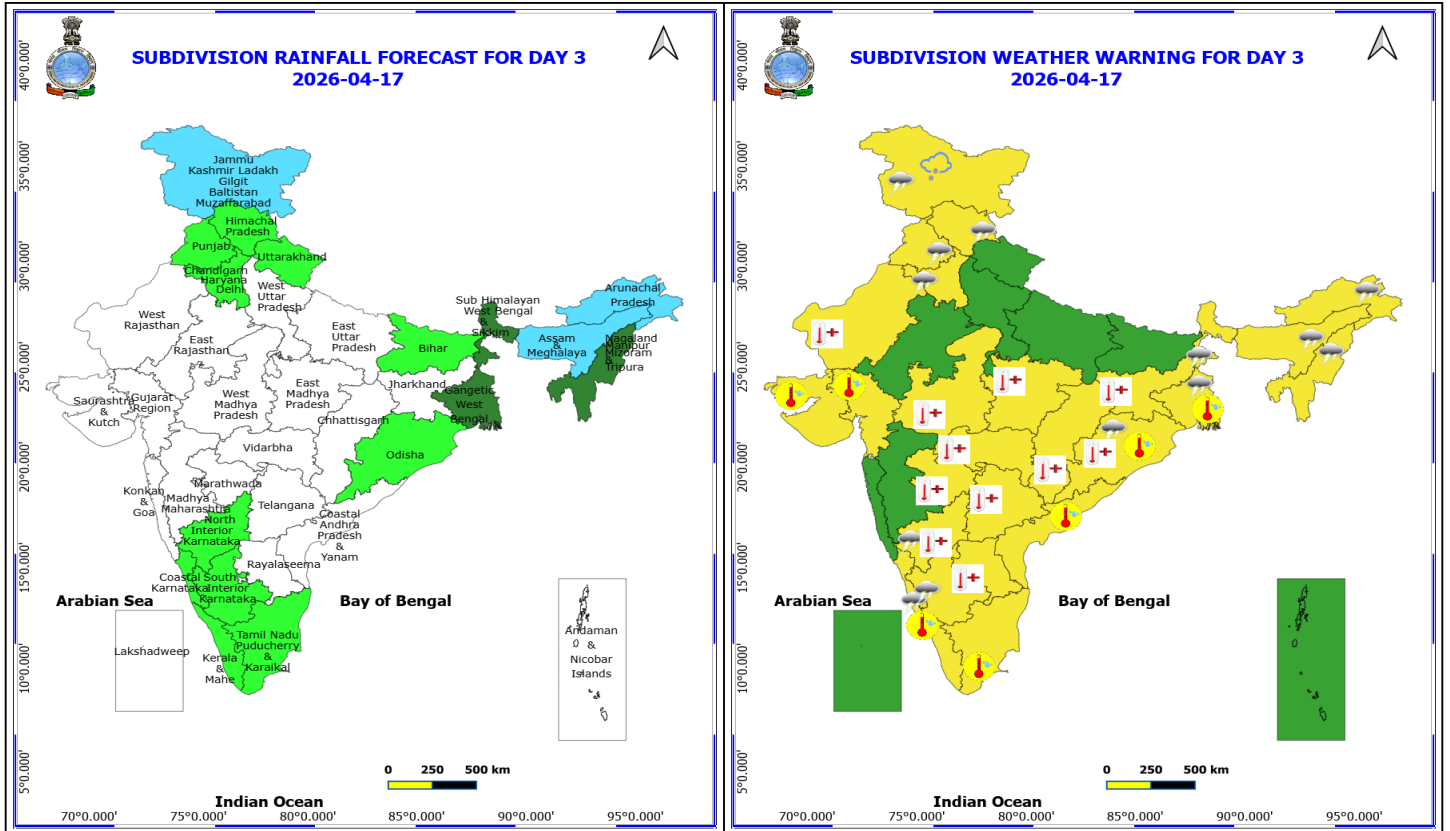 SUBDIVISION RAINFALL FORECAST FOR DAY 3
2026-04-17
40°0.000'
35°0.000'
30°0.000'
25°0.000'
20°0.000'
15°0.000'
10°0.000'
5°0.000'
Jammu
Kashmir Ladakh
Gilgit
Baltistan
Muzaffarabad
Himachal
Pradesh
Punjab
Uttarakhand
Chandigarh
Haryana
Delhi
West
Uttar
Pradesh
West
Rajasthan
East
Rajasthan
East
Uttar
Pradesh
Bihar
Sub Himalayan
West Bengal
&
Sikkim
Arunachal
Pradesh
Assam
&
Meghalaya
Nagaland
Manipur
Mizoram
&
Tripura
Saurashtra
&
Kutch
Gujarat
Region
West
Madhya
Pradesh
East
Madhya
Pradesh
Jharkhand
Gangetic
West
Bengal
Chhattisgarh
Vidarbha
Odisha
Konkan
&
Goa
Madhya
Maharashtra
Marathwada
Telangana
North
Interior
Karnataka
Coastal
Andhra
Pradesh
&
Yanam
Rayalaseema
Coastal
Karnataka
South
Interior
Karnataka
Arabian Sea
Bay of Bengal
Lakshadweep
Kerala
&
Mahe
Tamil Nadu
Puducherry
&
Karaikal
Andaman
&
Nicobar
Islands
0 250 500 km
Indian Ocean
70°0.000' 75°0.000' 80°0.000' 85°0.000' 90°0.000' 95°0.000'
SUBDIVISION WEATHER WARNING FOR DAY 3
2026-04-17
40°0.000'
35°0.000'
30°0.000'
25°0.000'
20°0.000'
15°0.000'
10°0.000'
5°0.000'
Arabian Sea
Bay of Bengal
0 250 500 km
Indian Ocean
70°0.000' 75°0.000' 80°0.000' 85°0.000' 90°0.000' 95°0.000'